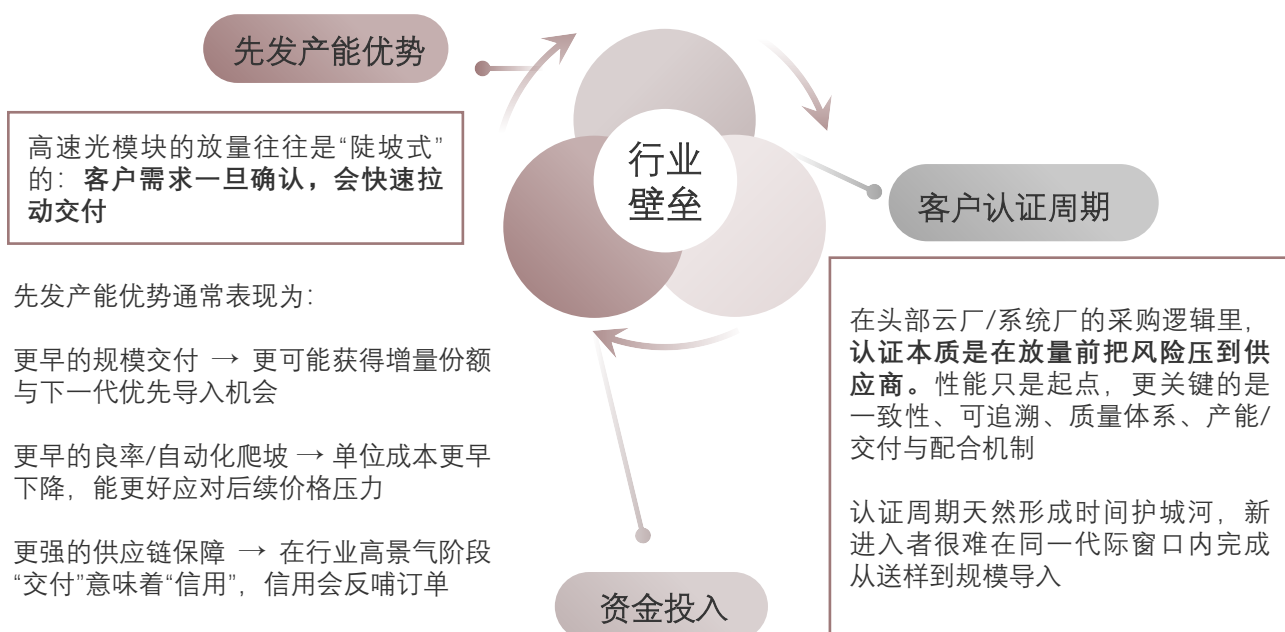 先发产能优势
高速光模块的放量往往是“陡坡式”
的：客户需求一旦确认，会快速拉
动交付
先发产能优势通常表现为：
更早的规模交付 → 更可能获得增量份额
与下一代优先导入机会
更早的良率/自动化爬坡 → 单位成本更早
下降，能更好应对后续价格压力
更强的供应链保障 → 在行业高景气阶段
“交付”意味着“信用”，信用会反哺订单
行业
壁垒
客户认证周期
在头部云厂/系统厂的采购逻辑里，
认证本质是在放量前把风险压到供
应商。性能只是起点，更关键的是
一致性、可追溯、质量体系、产能/
交付与配合机制
认证周期天然形成时间护城河，新
进入者很难在同一代际窗口内完成
从送样到规模导入
资金投入